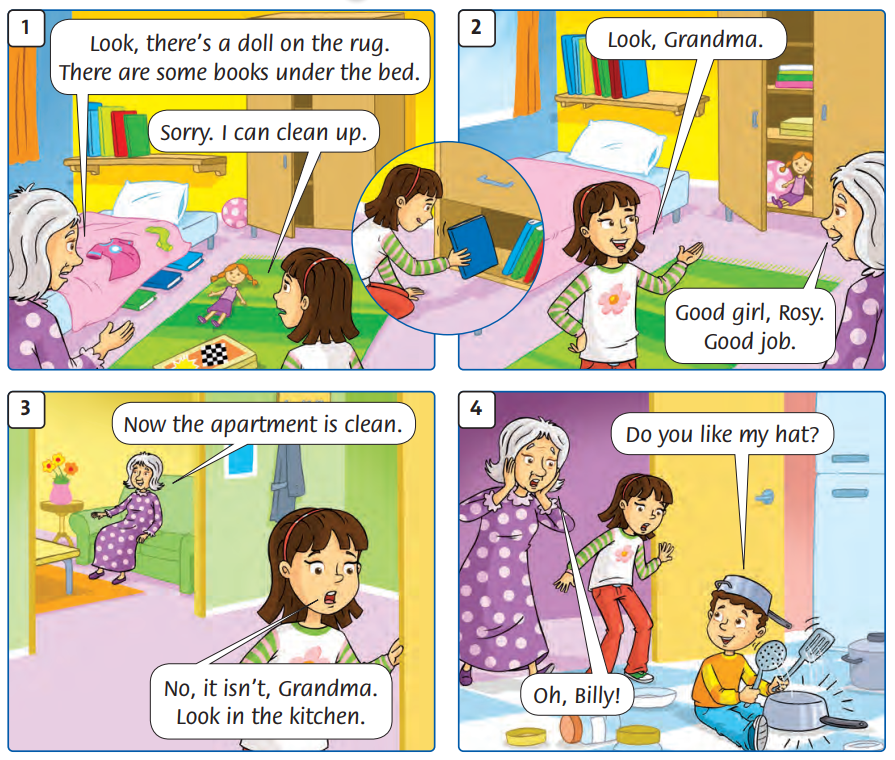 1
Look, there's a doll on the rug.
There are some books under the bed.
Sorry. I can clean up.
2
Look, Grandma.
Good girl, Rosy.
Good job.
3
Now the apartment is clean.
No, it isn't, Grandma.
Look in the kitchen.
4
Do you like my hat?
Oh, Billy!